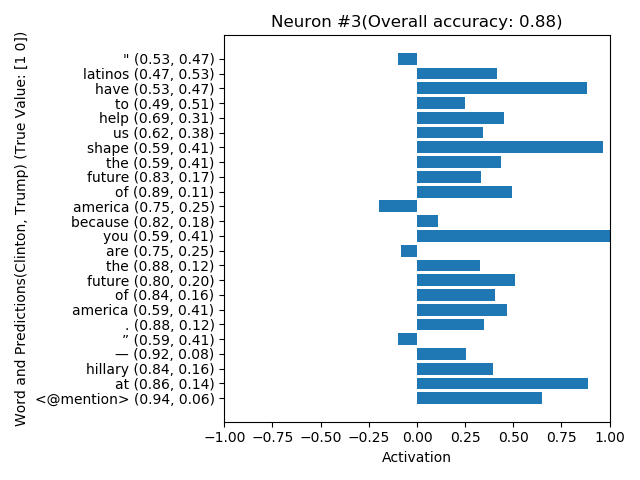 Neuron #3(Overall accuracy: 0.88)
Word and Predictions(Clinton, Trump) (True Value: [1 0])
" (0.53, 0.47)
latinos (0.47, 0.53)
have (0.53, 0.47)
to (0.49, 0.51)
help (0.69, 0.31)
us (0.62, 0.38)
shape (0.59, 0.41)
the (0.59, 0.41)
future (0.83, 0.17)
of (0.89, 0.11)
america (0.75, 0.25)
because (0.82, 0.18)
you (0.59, 0.41)
are (0.75, 0.25)
the (0.88, 0.12)
future (0.80, 0.20)
of (0.84, 0.16)
america (0.59, 0.41)
. (0.88, 0.12)
” (0.59, 0.41)
— (0.92, 0.08)
hillary (0.84, 0.16)
at (0.86, 0.14)
<@mention> (0.94, 0.06)
−1.00 −0.75 −0.50 −0.25 0.00 0.25 0.50 0.75 1.00
Activation